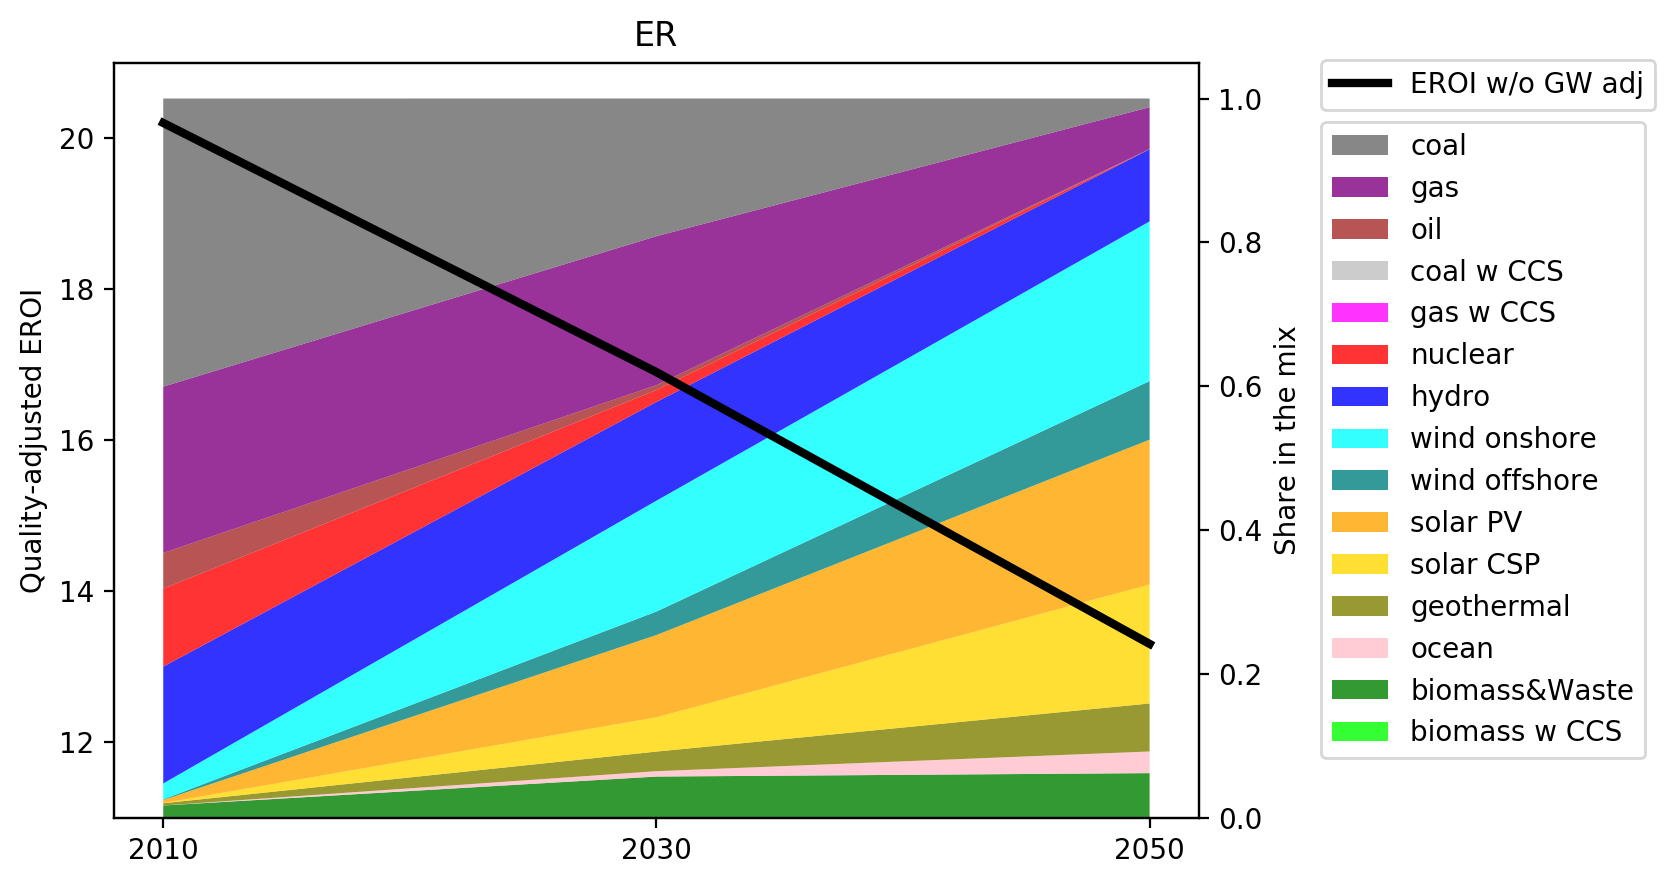 ER
Quality-adjusted EROI
20
18
16
14
12
2010
2030
2050
1.0
0.8
0.6
0.4
0.2
0.0
Share in the mix
EROI w/o GW adj
coal
gas
oil
coal w CCS
gas w CCS
nuclear
hydro
wind onshore
wind offshore
solar PV
solar CSP
geothermal
ocean
biomass&Waste
biomass w CCS